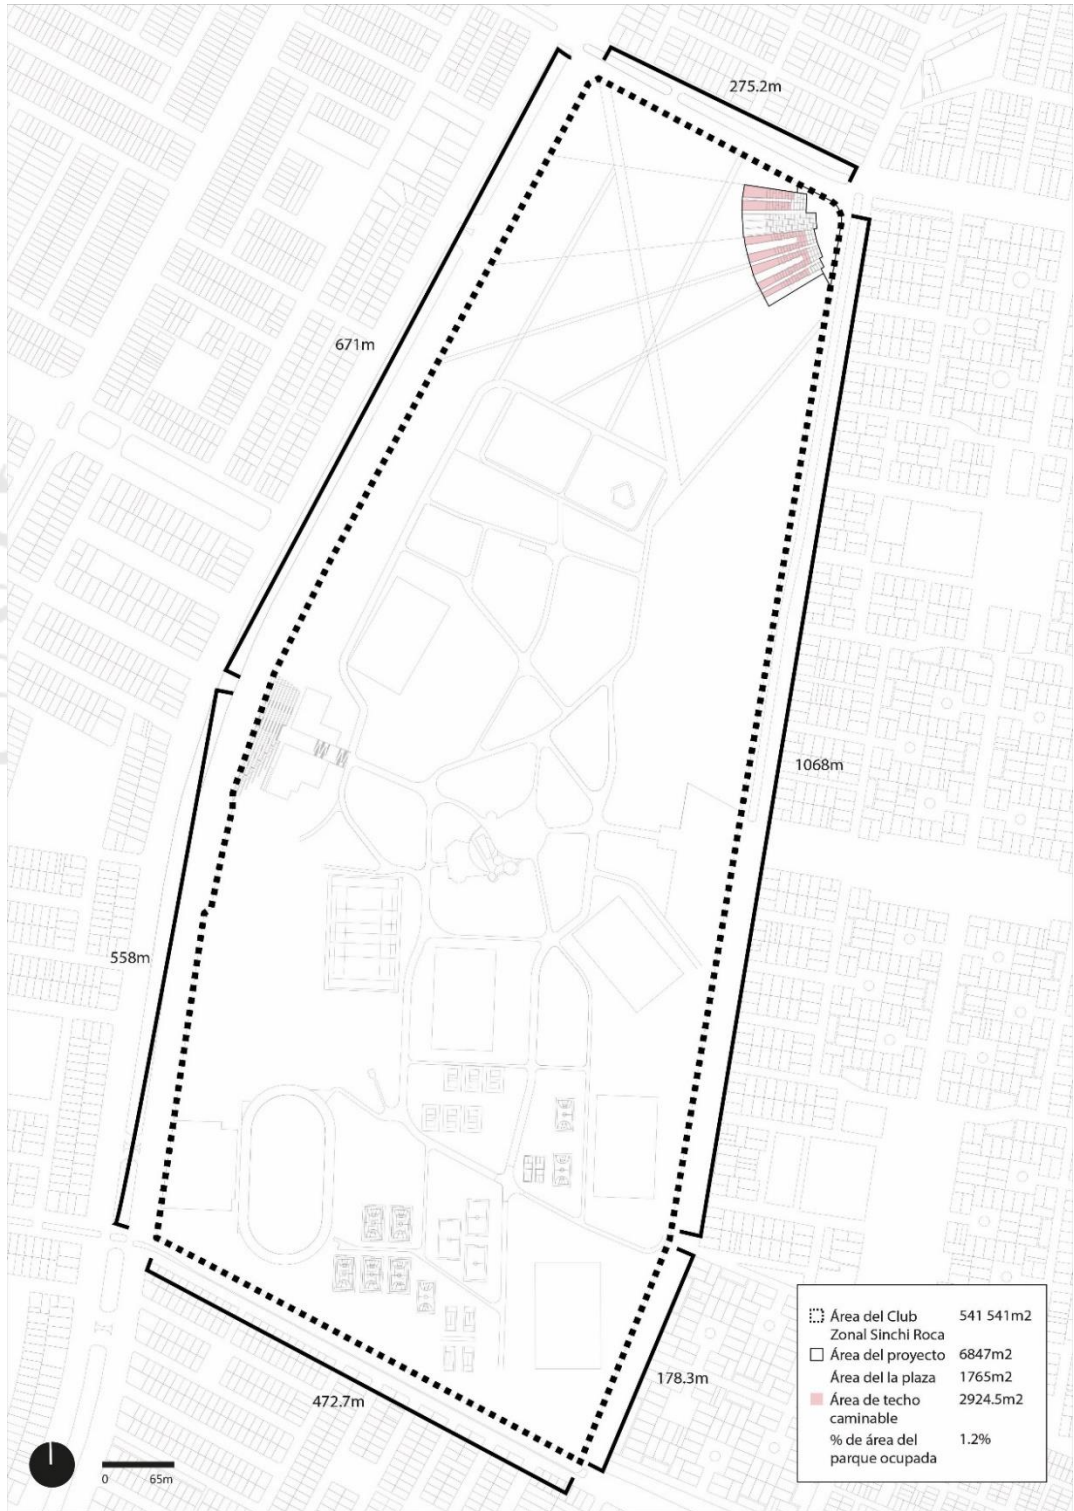 275.2m
671m
1068m
558m
178.3m
472.7m
0 65m
Área del Club 541 541m2
Zonal Sinchi Roca
Área del proyecto 6847m2
Área del la plaza 1765m2
Área de techo 2924.5m2
caminable
% de área del 1.2%
parque ocupada